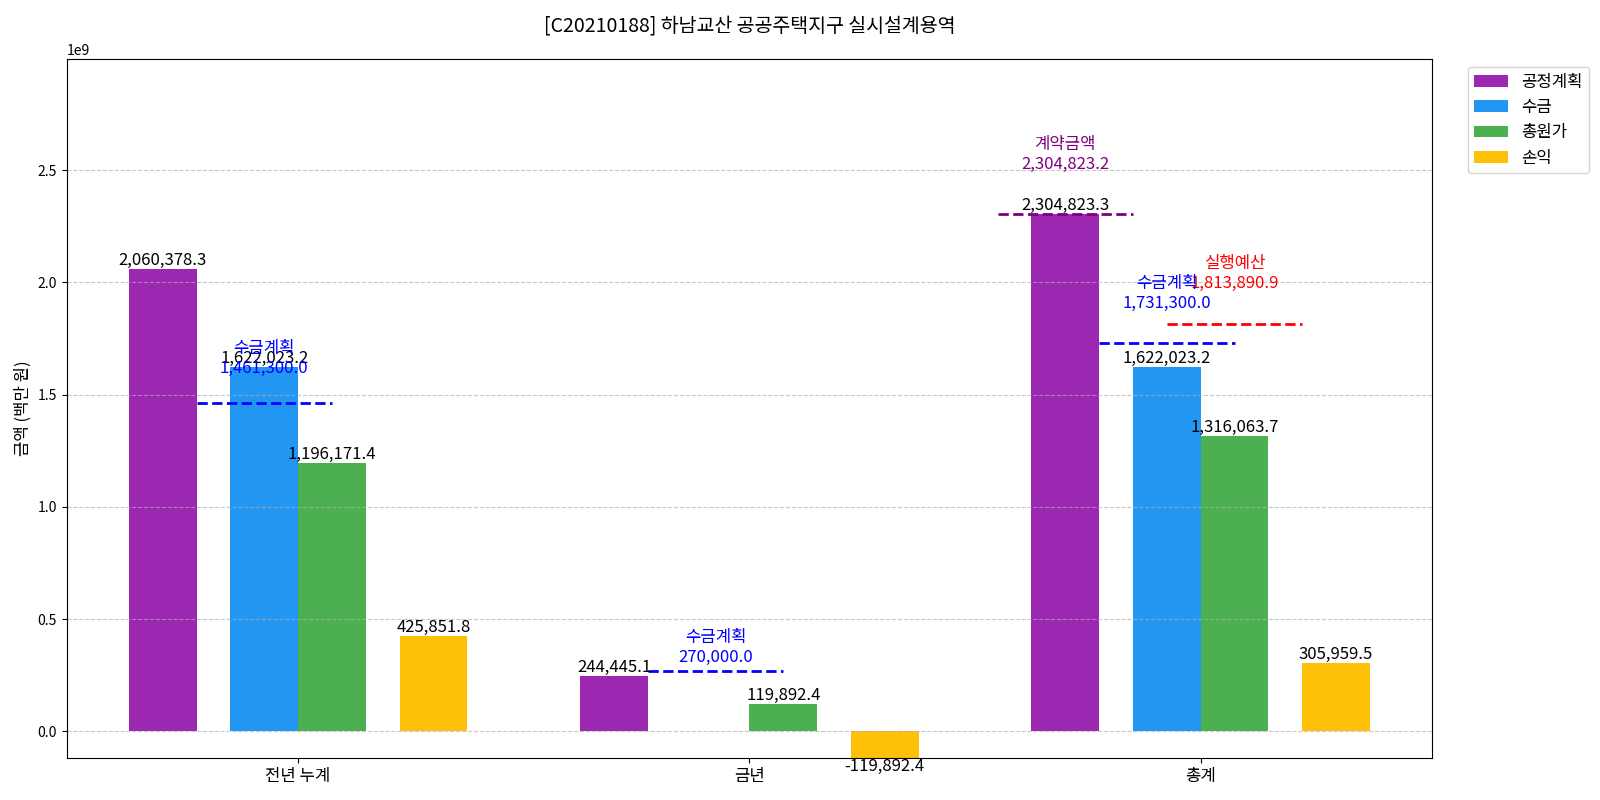 [C20210188] 하남교산 공공주택지구 실시설계용역
1e9
공정계획
수금
총원가
손익
금액 (백만 원)
2.5
2.0
1.5
1.0
0.5
0.0
계약금액
2,304,823.2
2,304,823.3
2,060,378.3
실행예산
1,813,890.9
수금계획
1,731,300.0
수금계획
1,461,300.0
1,622,023.2
1,622,023.2
1,196,171.4
1,316,063.7
425,851.8
수금계획
270,000.0
244,445.1
119,892.4
305,959.5
-119,892.4
전년 누계
금년
총계